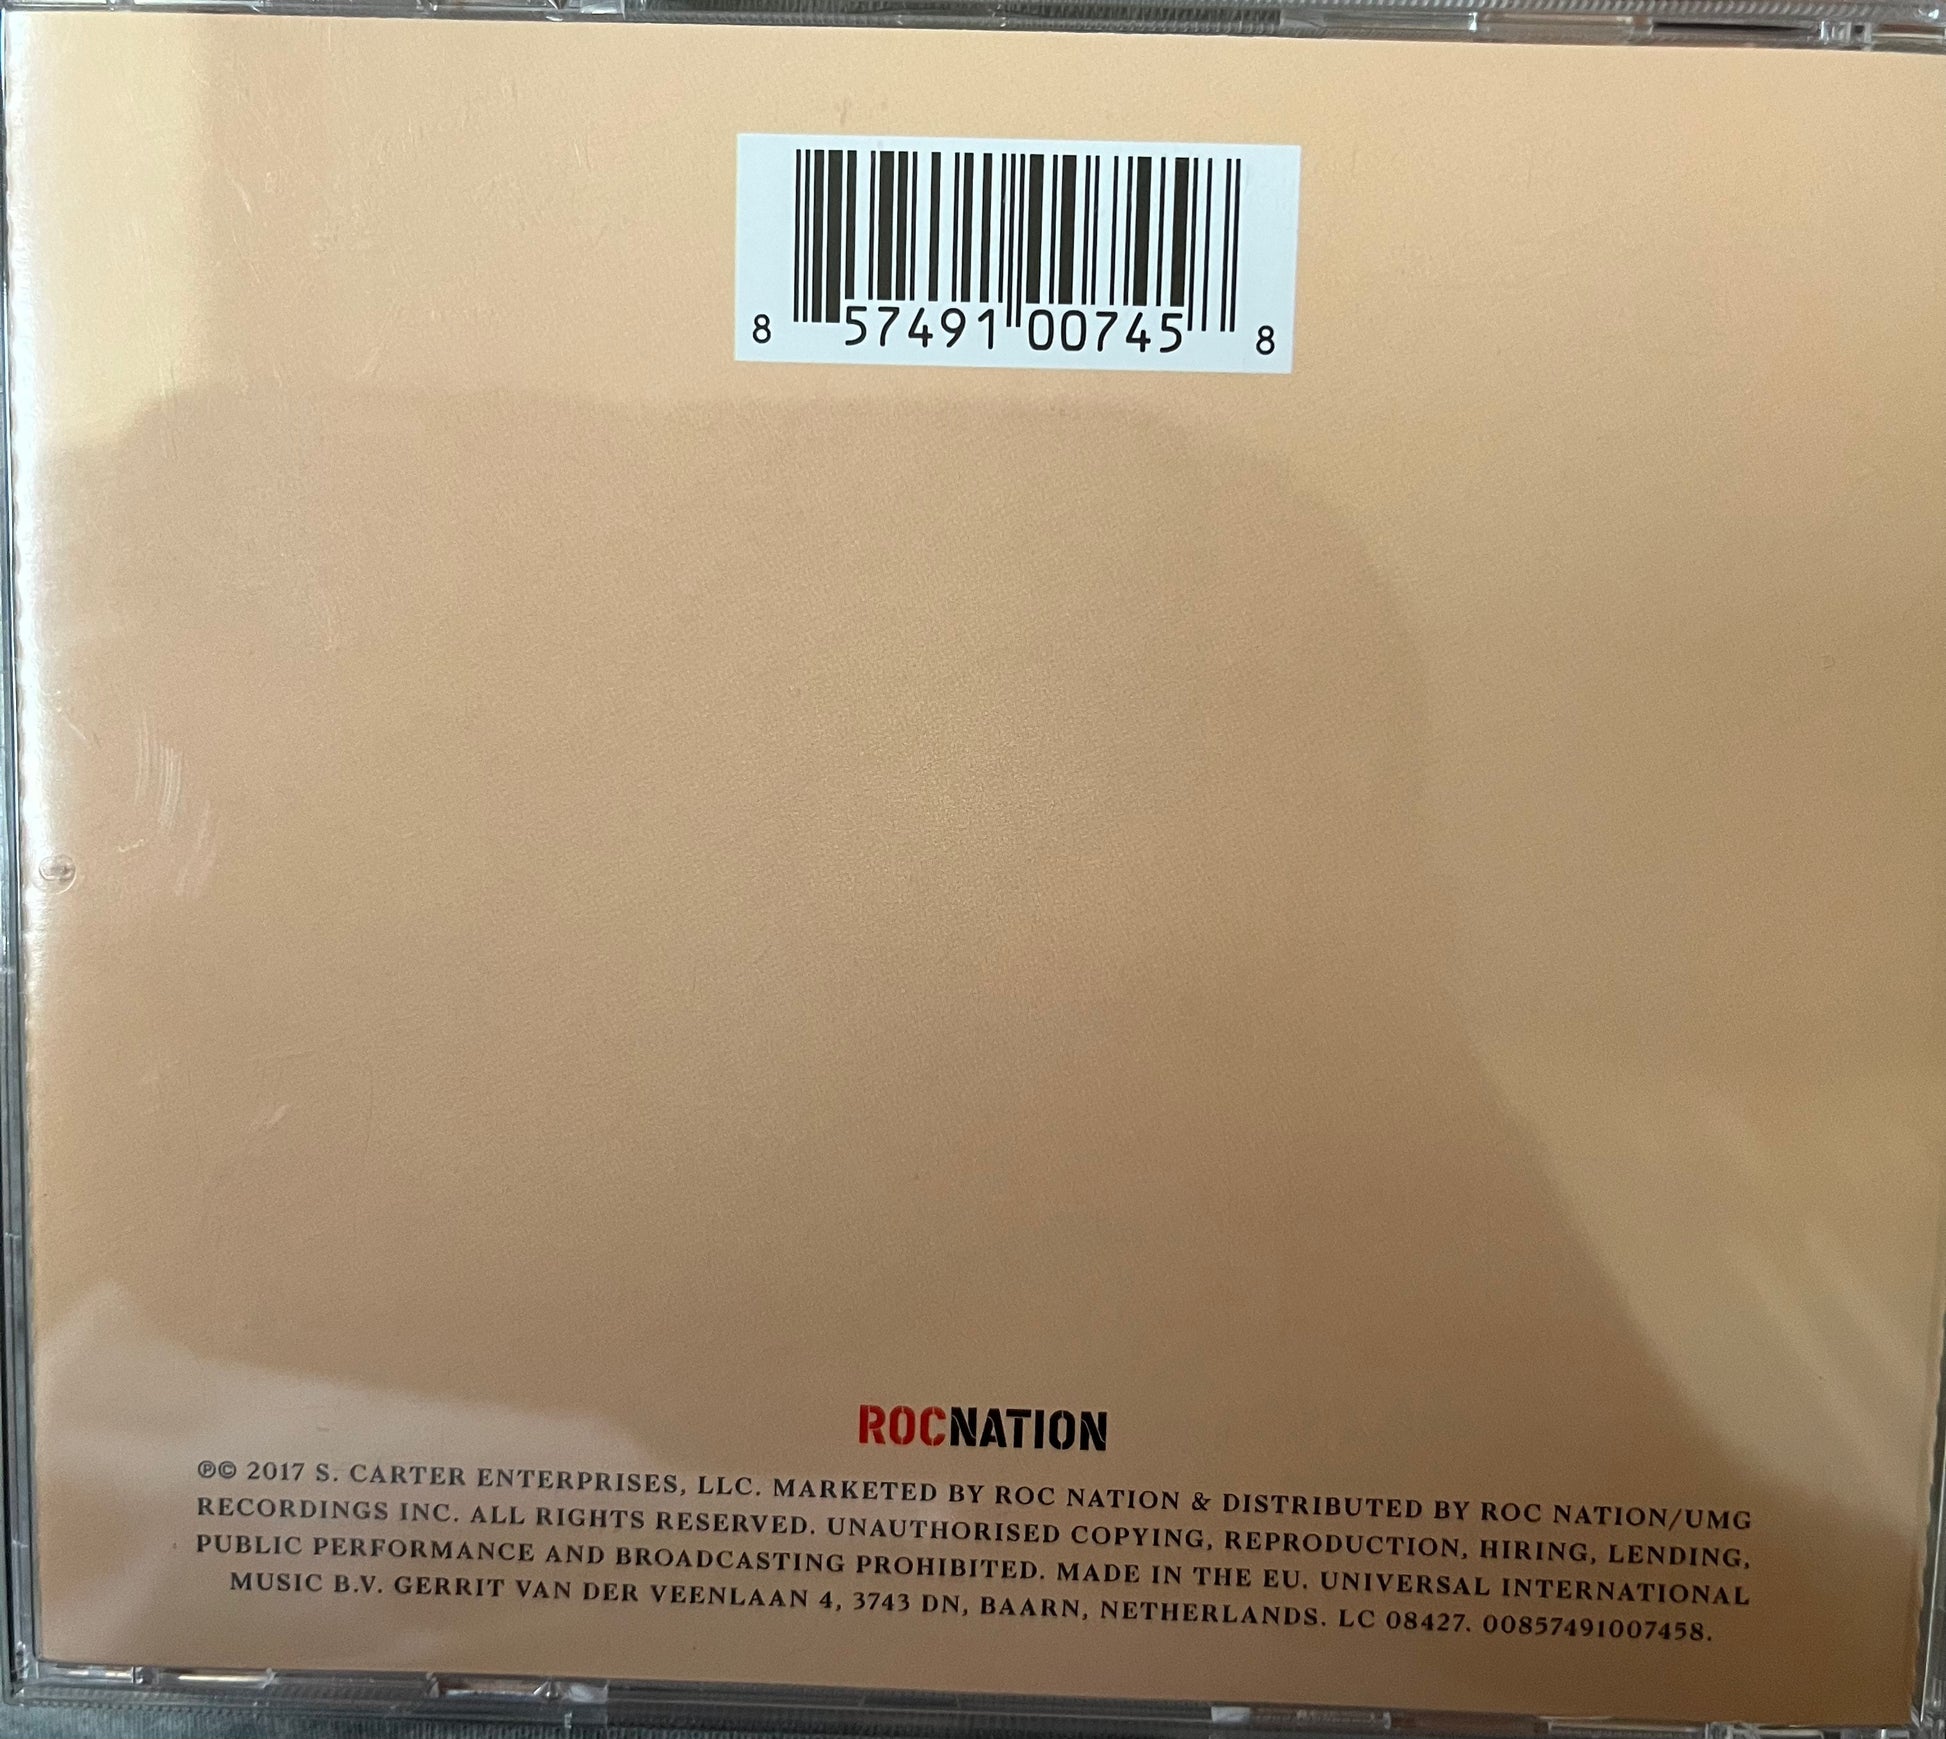 8 57491 00745 8
ROCNATION
℗© 2017 S. CARTER ENTERPRISES, LLC. MARKETED BY ROC NATION & DISTRIBUTED BY ROC NATION/UMG
RECORDINGS INC. ALL RIGHTS RESERVED. UNAUTHORISED COPYING, REPRODUCTION, HIRING, LENDING,
PUBLIC PERFORMANCE AND BROADCASTING PROHIBITED. MADE IN THE EU. UNIVERSAL INTERNATIONAL
MUSIC B.V. GERRIT VAN DER VEENLAAN 4, 3743 DN, BAARN, NETHERLANDS. LC 08427. 00857491007458.